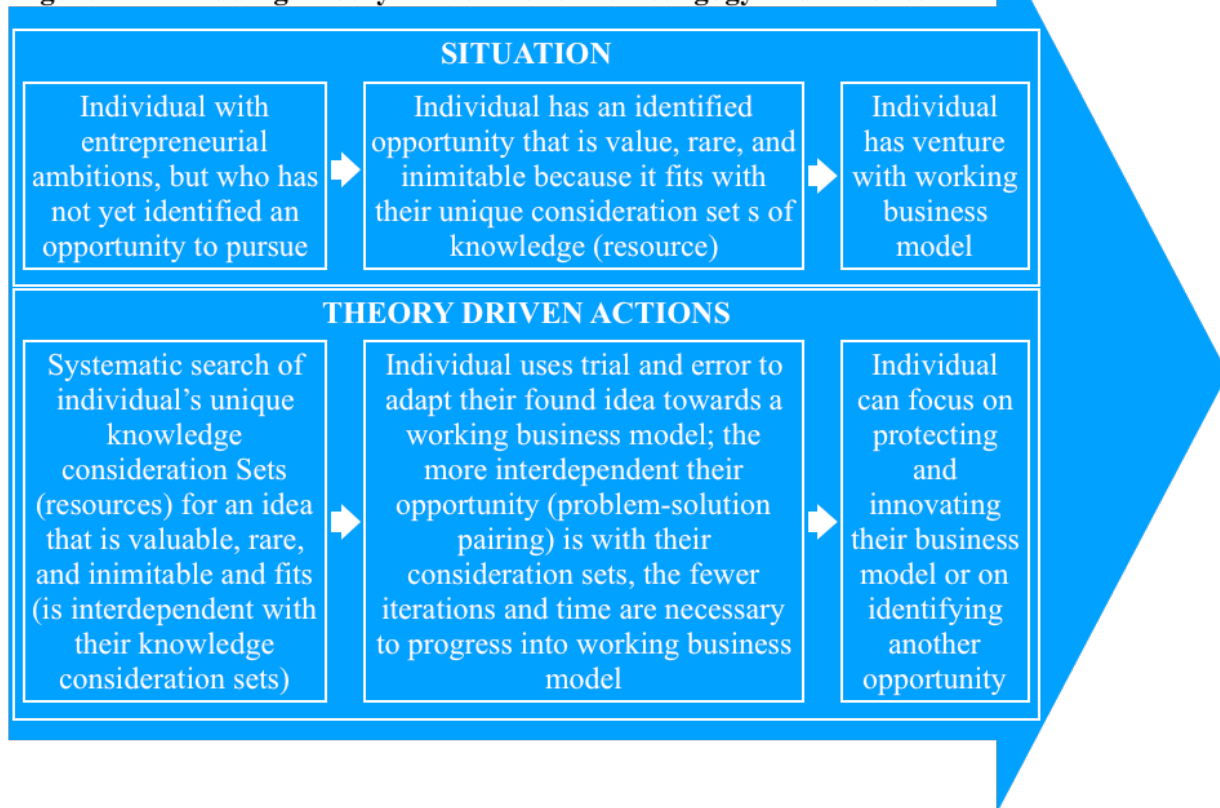 SITUATION
Individual with
entrepreneurial
ambitions, but who has
not yet identified an
opportunity to pursue
Individual has an identified
opportunity that is value, rare, and
inimitable because it fits with
their unique consideration set s of
knowledge (resource)
Individual
has venture
with working
business
model
THEORY DRIVEN ACTIONS
Systematic search of
individual’s unique
knowledge
consideration Sets
(resources) for an idea
that is valuable, rare,
and inimitable and fits
(is interdependent with
their knowledge
consideration sets)
Individual uses trial and error to
adapt their found idea towards a
working business model; the
more interdependent their
opportunity (problem-solution
pairing) is with their
consideration sets, the fewer
iterations and time are necessary
to progress into working business
model
Individual
can focus on
protecting
and
innovating
their business
model or on
identifying
another
opportunity